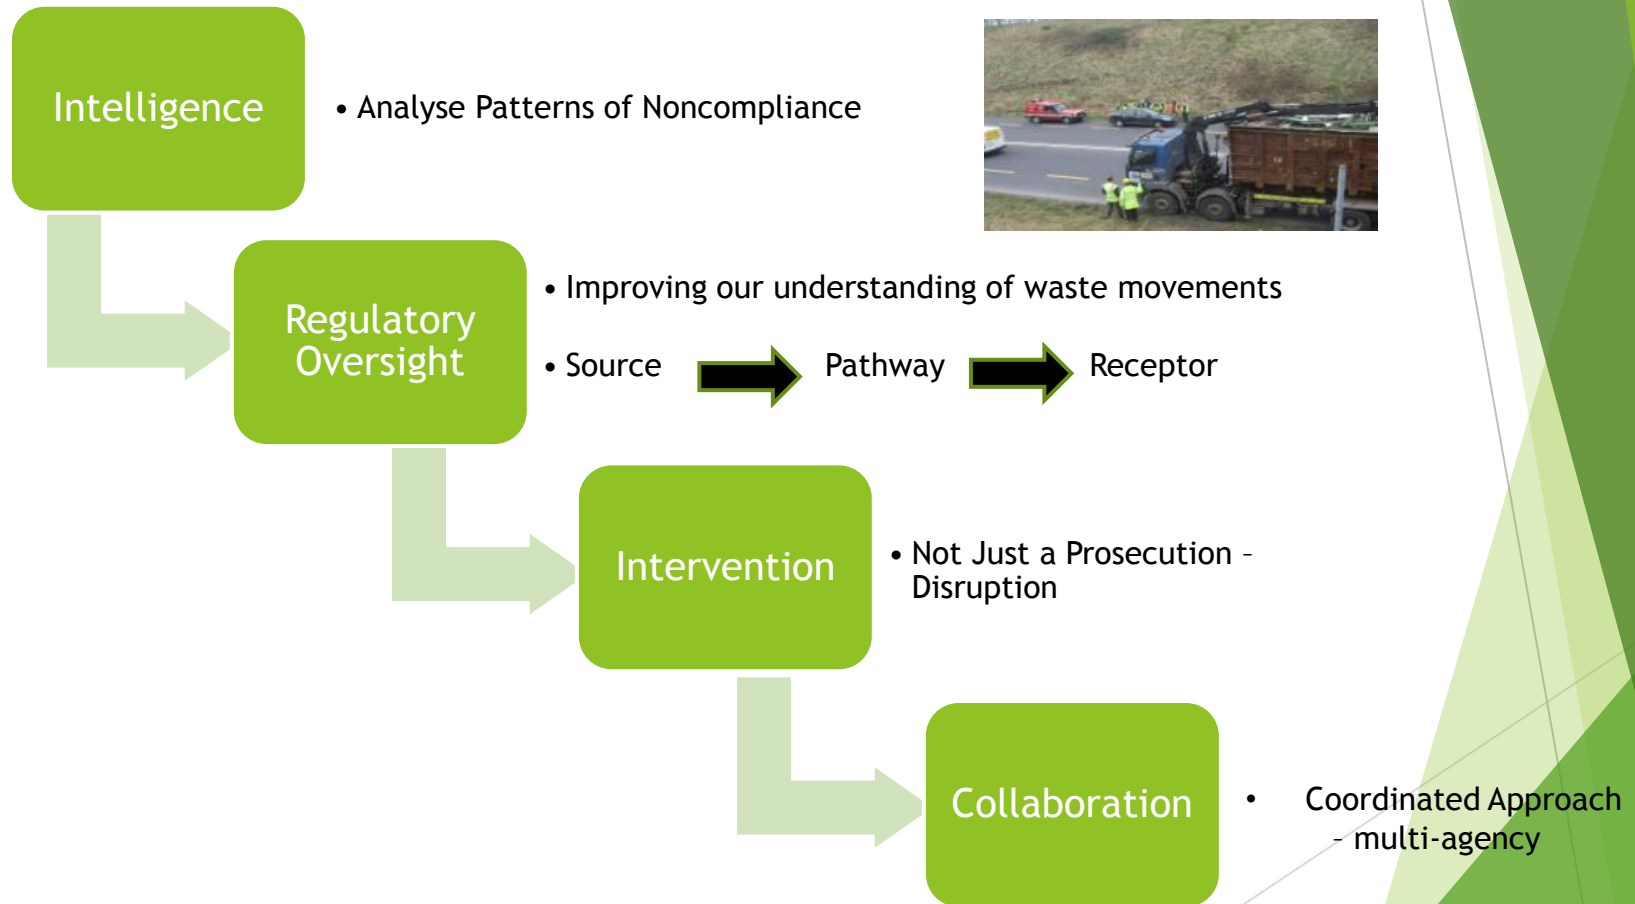 Intelligence
• Analyse Patterns of Noncompliance
Regulatory
Oversight
• Improving our understanding of waste movements
• Source Pathway Receptor
Intervention
• Not Just a Prosecution –
Disruption
Collaboration
• Coordinated Approach
– multi-agency